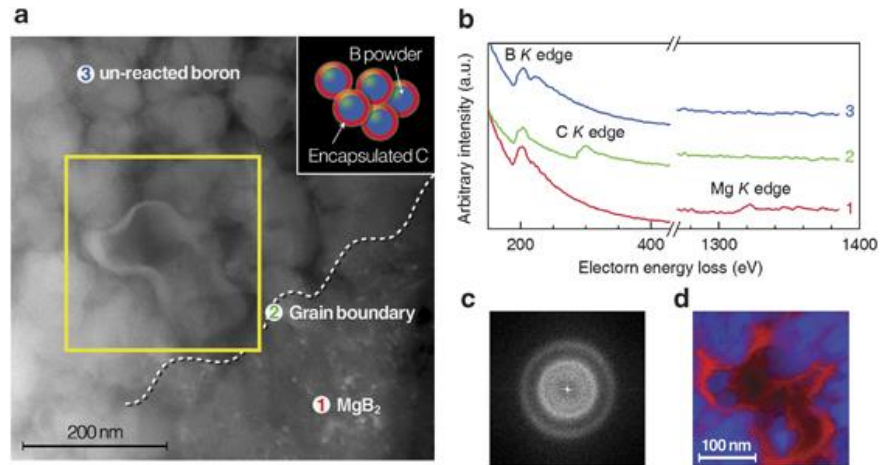 a
3 un-reacted boron
B powder
Encapsulated C
2 Grain boundary
1 MgB₂
200 nm
b
Arbitrary intensity (a.u.)
B K edge
C K edge
Mg K edge
3
2
1
200
400
1300
1400
Electorn energy loss (eV)
c
d
100 nm